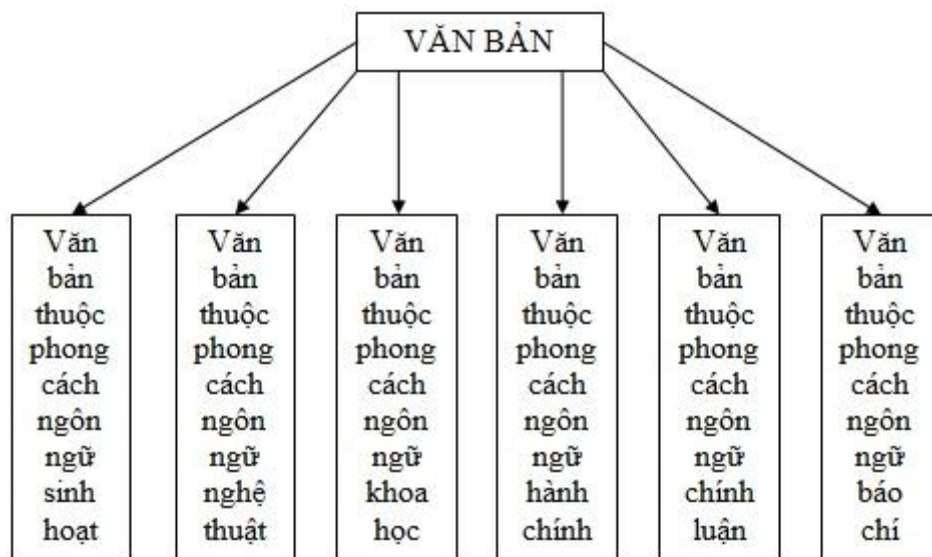 VĂN BẢN
Văn
bản
thuộc
phong
cách
ngôn
ngữ
sinh
hoạt
Văn
bản
thuộc
phong
cách
ngôn
ngữ
nghệ
thuật
Văn
bản
thuộc
phong
cách
ngôn
ngữ
khoa
học
Văn
bản
thuộc
phong
cách
ngôn
ngữ
hành
chính
Văn
bản
thuộc
phong
cách
ngôn
ngữ
chính
luận
Văn
bản
thuộc
phong
cách
ngôn
ngữ
báo
chí